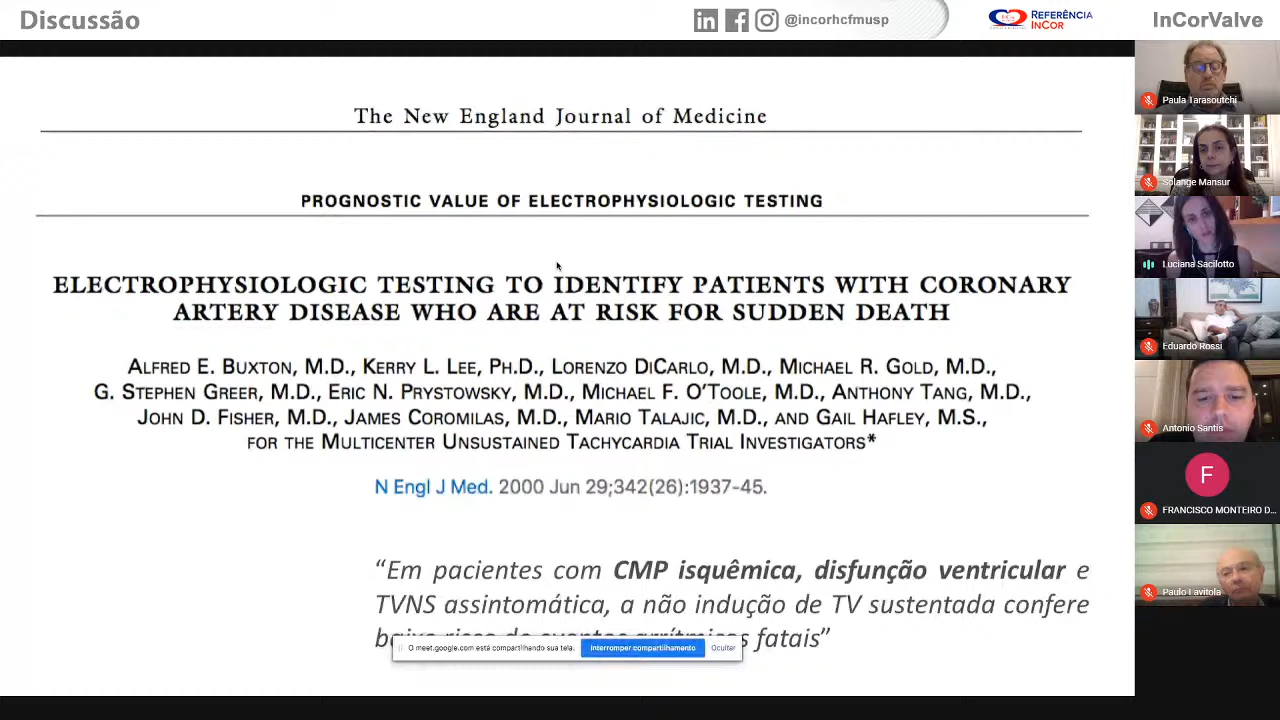 Discussão
@incorhcfmusp
REFERÊNCIA
INCOR
InCorValve
The New England Journal of Medicine
PROGNOSTIC VALUE OF ELECTROPHYSIOLOGIC TESTING
ELECTROPHYSIOLOGIC TESTING TO IDENTIFY PATIENTS WITH CORONARY
ARTERY DISEASE WHO ARE AT RISK FOR SUDDEN DEATH
ALFRED E. BUXTON, M.D., KERRY L. LEE, PH.D., LORENZO DICARLO, M.D., MICHAEL R. GOLD, M.D.,
G. STEPHEN GREER, M.D., ERIC N. PRYSTOWSKY, M.D., MICHAEL F. O'TOOLE, M.D., ANTHONY TANG, M.D.,
JOHN D. FISHER, M.D., JAMES COROMILAS, M.D., MARIO TALAJIC, M.D., AND GAIL HAFLEY, M.S.,
FOR THE MULTICENTER UNSUSTAINED TACHYCARDIA TRIAL INVESTIGATORS*
N Engl J Med. 2000 Jun 29;342(26):1937-45.
“Em pacientes com CMP isquêmica, disfunção ventricular e
TVNS assintomática, a não indução de TV sustentada confere
fatais”
O meet.google.com está compartilhando sua tela.
Interromper compartilhamento
Ocultar
Paula Tarasoutchi
Solange Mansur
Luciana Sacilotto
Eduardo Rossi
Antonio Santis
F
FRANCISCO MONTEIRO D...
Paulo Lavitola